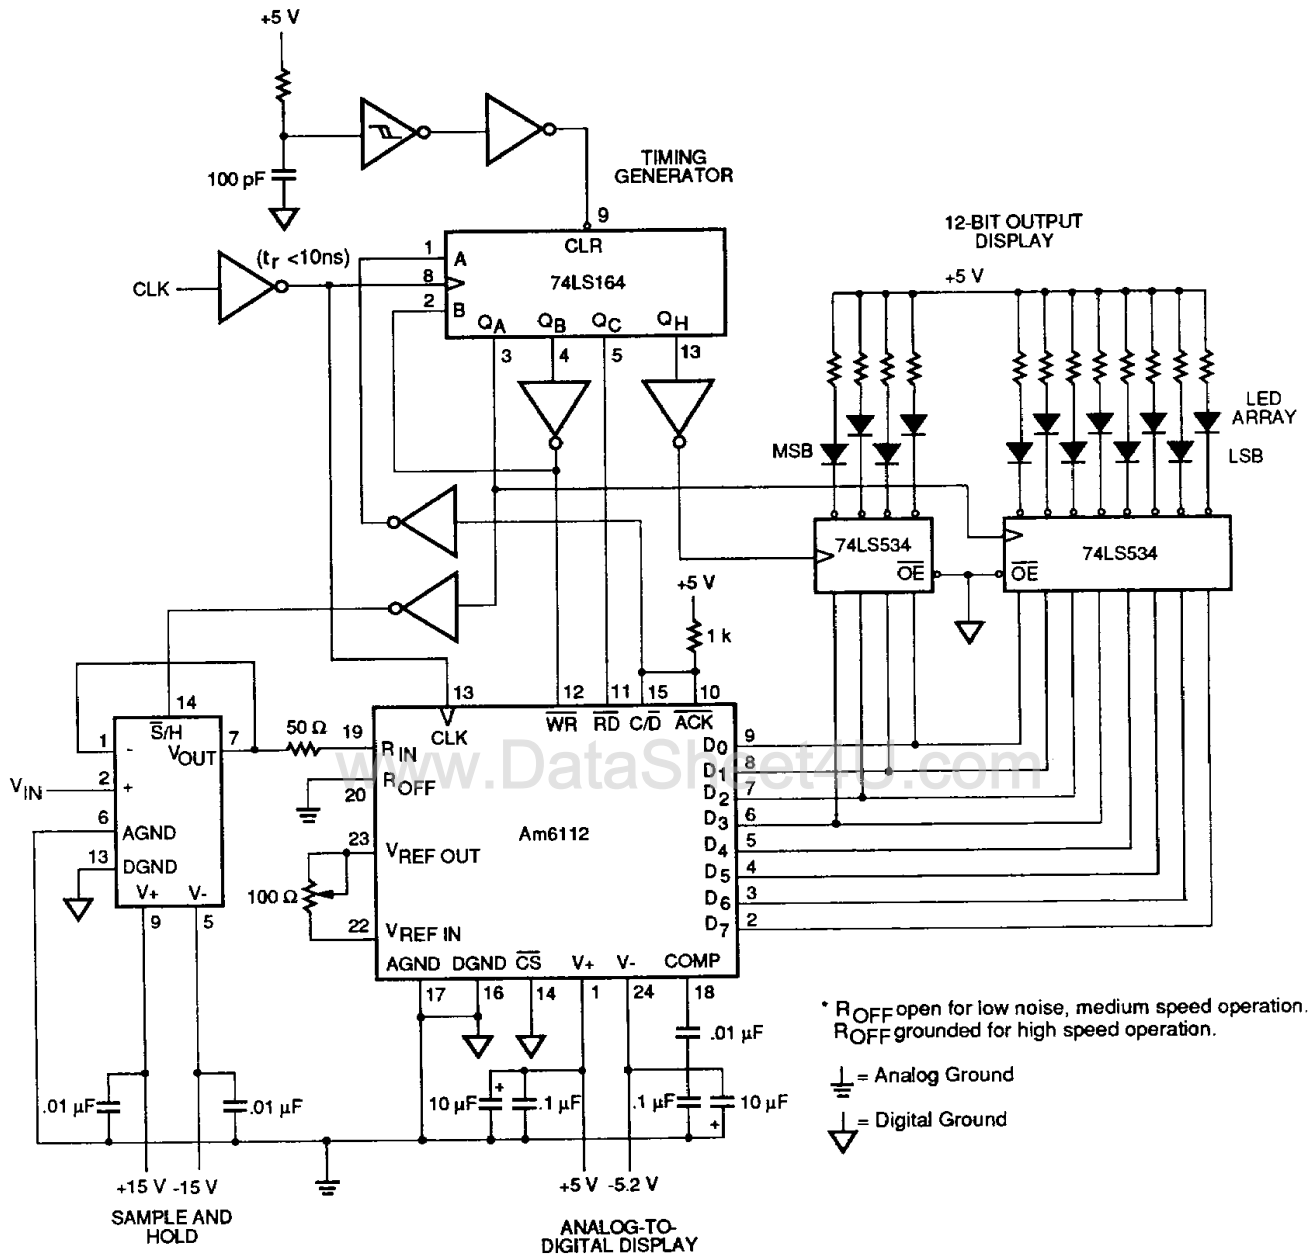 +5 V
100 pF
TIMING
GENERATOR
9
CLR
(tr <10ns)
CLK
1
A
8
74LS164
2
B
QA
QB
QC
QH
3
4
5
13
12-BIT OUTPUT
DISPLAY
+5 V
LED
ARRAY
MSB
LSB
74LS534
OE
OE
74LS534
+5 V
1 k
14
S/H
1
-
VOUT
7
VIN
2
+
6
AGND
13
DGND
V+
V-
9
5
50 Ω
13
12
11
15
10
CLK
WR
RD
C/D
ACK
19
RIN
20
ROFF
Am6112
23
VREF OUT
100 Ω
22
VREF IN
D0
9
D1
8
D2
7
D3
6
D4
5
D5
4
D6
3
D7
2
AGND
DGND
CS
V+
V-
COMP
17
16
14
1
24
18
www.DataSheet4U.com
.01 µF
.01 µF
.01 µF
10 µF
+
.1 µF
.1 µF
10 µF
+
+15 V
-15 V
+5 V
-5.2 V
SAMPLE AND
HOLD
ANALOG-TO-
DIGITAL DISPLAY
* ROFF open for low noise, medium speed operation.
ROFF grounded for high speed operation.
= Analog Ground
= Digital Ground